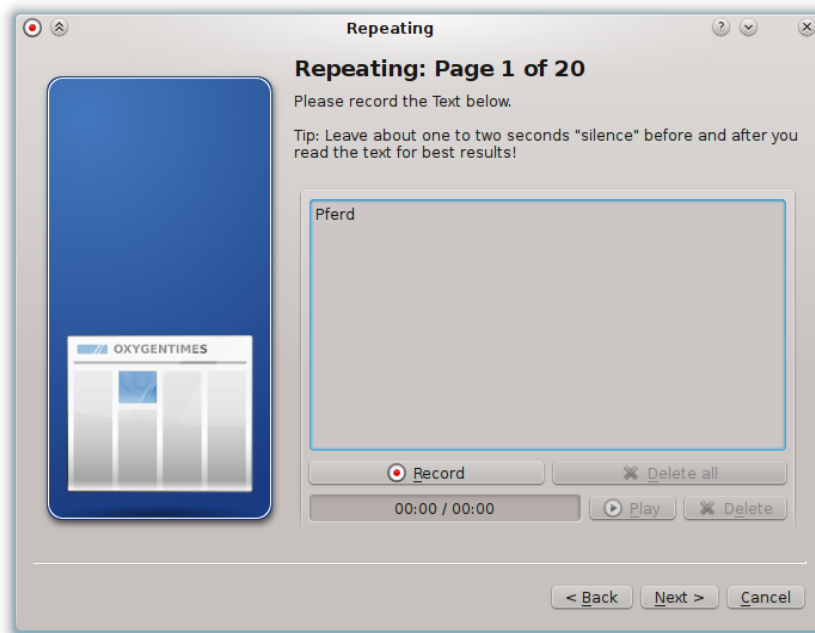 Repeating
Repeating: Page 1 of 20
Please record the Text below.
Tip: Leave about one to two seconds "silence" before and after you
read the text for best results!
Pferd
OXYGENTIMES
Record
Delete all
00:00 / 00:00
Play
Delete
< Back
Next >
Cancel